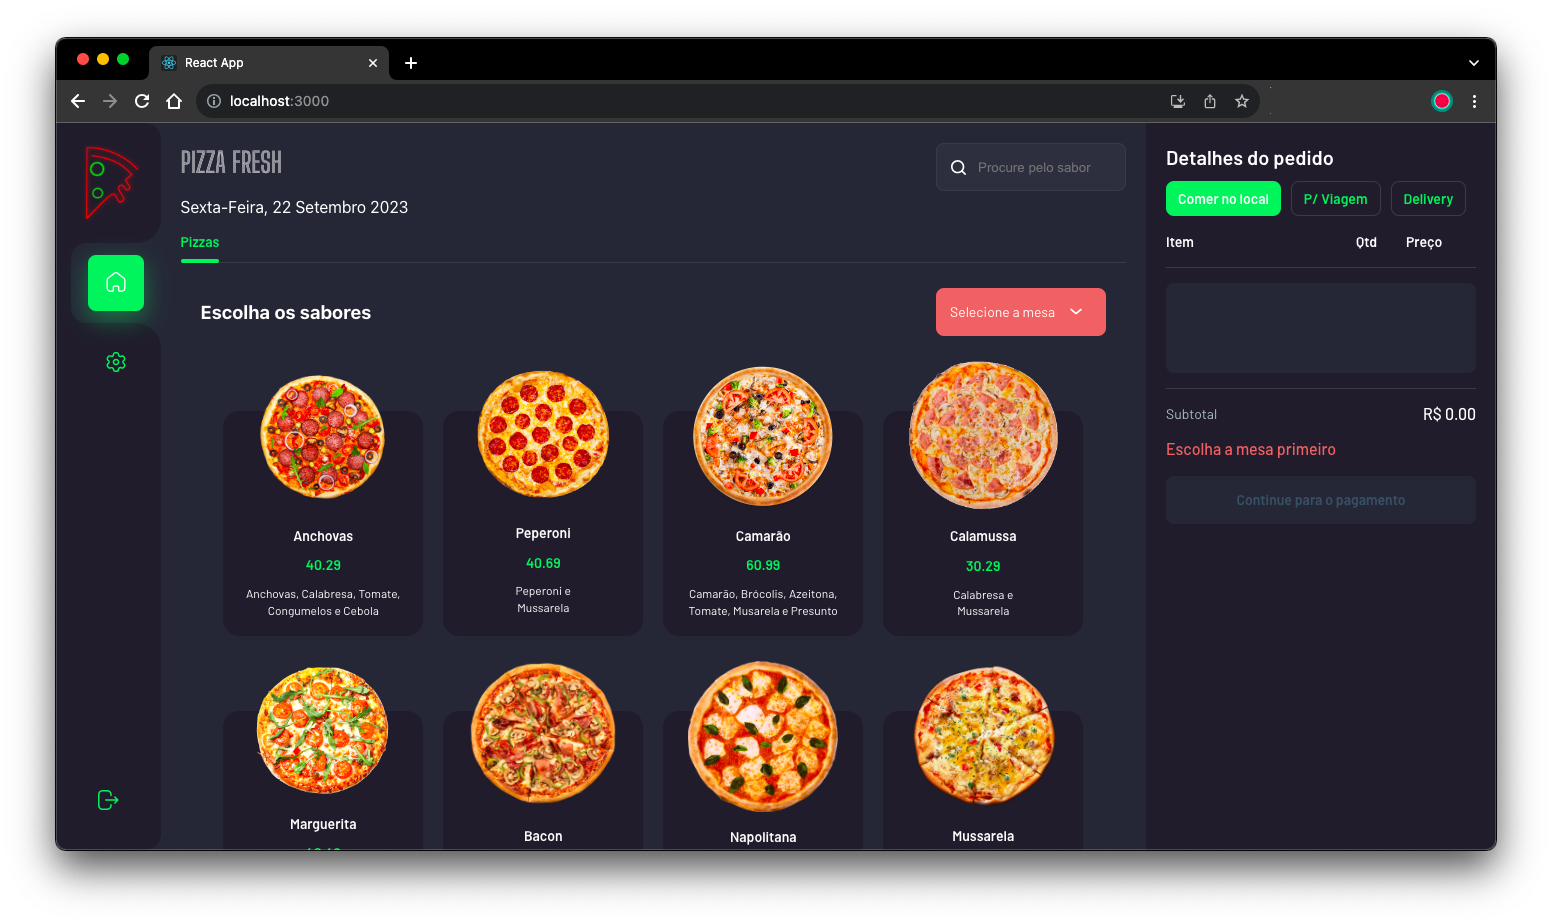 React App
localhost:3000
PIZZA FRESH
Procure pelo sabor
Sexta-Feira, 22 Setembro 2023
Pizzas
Escolha os sabores
Selecione a mesa
Anchovas
40.29
Anchovas, Calabresa, Tomate,
Congumelos e Cebola
Peperoni
40.69
Peperoni e
Mussarela
Camarão
60.99
Camarão, Brócolis, Azeitona,
Tomate, Musarela e Presunto
Calamussa
30.29
Calabresa e
Mussarela
Marguerita
Bacon
Napolitana
Mussarela
Detalhes do pedido
Comer no local
P/ Viagem
Delivery
Item Qtd Preço
Subtotal R$ 0.00
Escolha a mesa primeiro
Continue para o pagamento